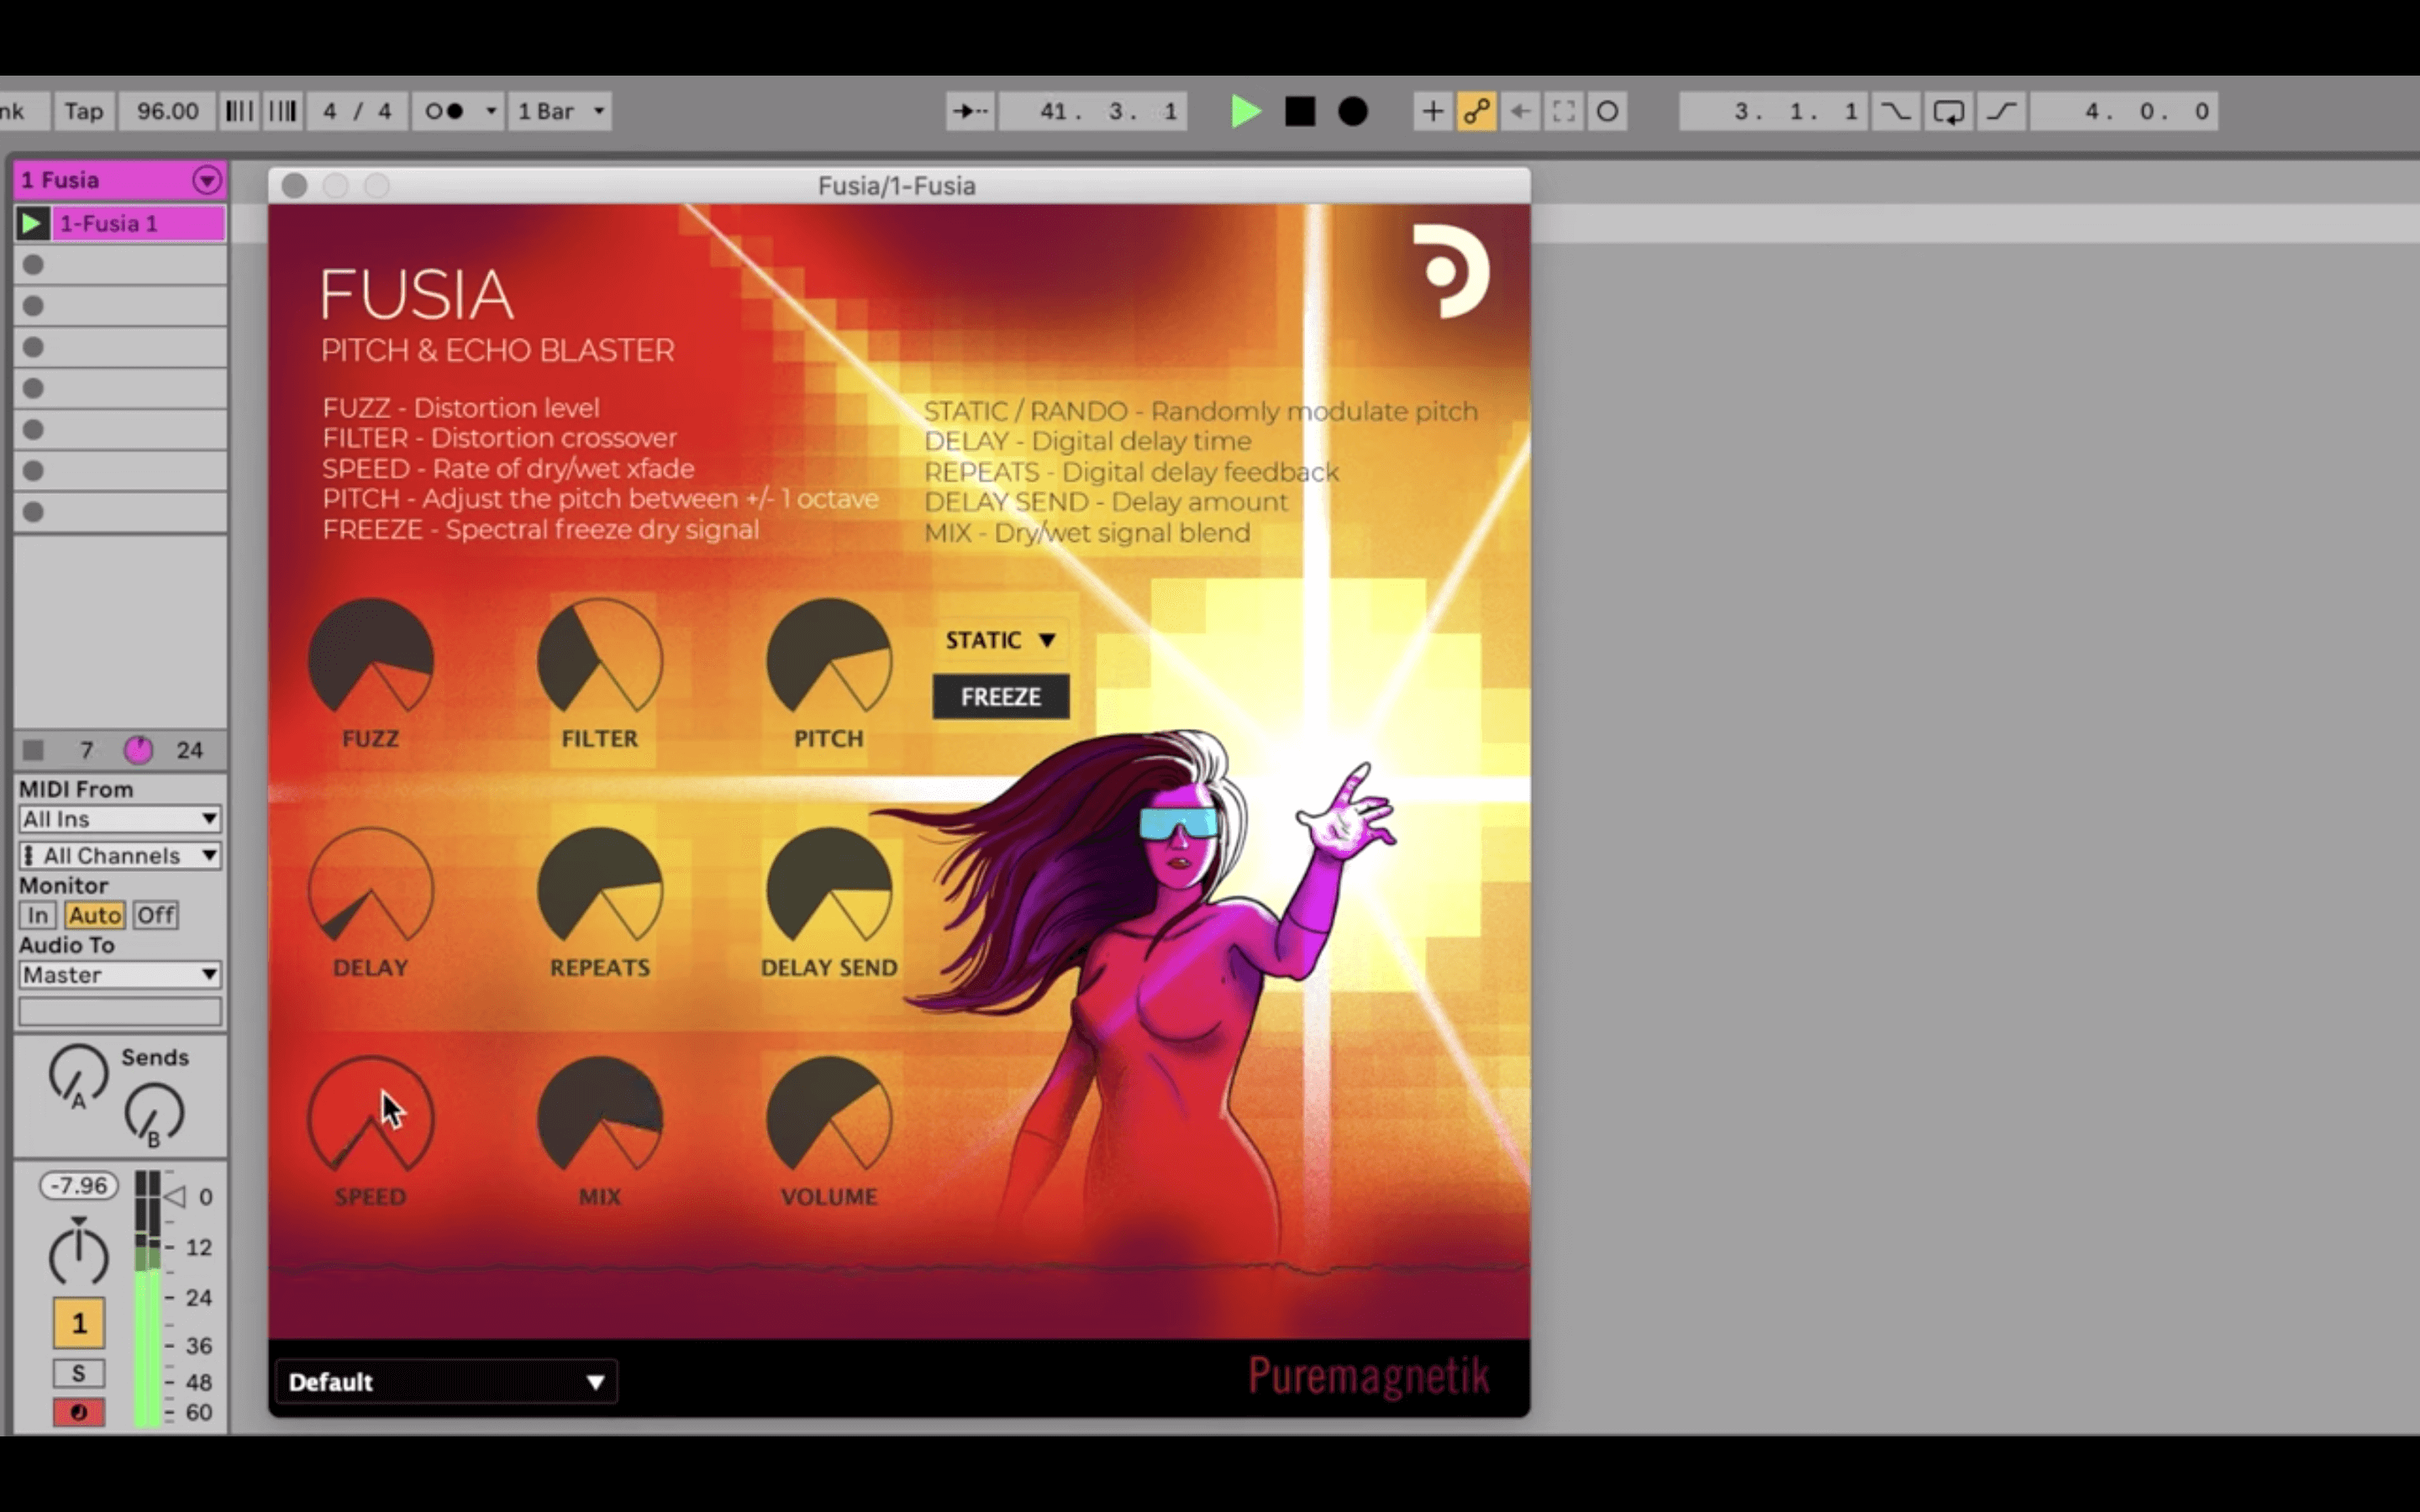 nk Tap 96.00 4 / 4 1 Bar 41. 3. 1 3. 1. 1 4. 0. 0
1 Fusia
1-Fusia 1
7 24
MIDI From
All Ins
All Channels
Monitor
In Auto Off
Audio To
Master
Sends
A
B
-7.96
0
12
24
36
48
60
1
S
Fusia/1-Fusia
FUSIA
PITCH & ECHO BLASTER
FUZZ - Distortion level
FILTER - Distortion crossover
SPEED - Rate of dry/wet xfade
PITCH - Adjust the pitch between +/- 1 octave
FREEZE - Spectral freeze dry signal
STATIC / RANDO - Randomly modulate pitch
DELAY - Digital delay time
REPEATS - Digital delay feedback
DELAY SEND - Delay amount
MIX - Dry/wet signal blend
STATIC
FREEZE
FUZZ FILTER PITCH
DELAY REPEATS DELAY SEND
SPEED MIX VOLUME
Default
Puremagnetik